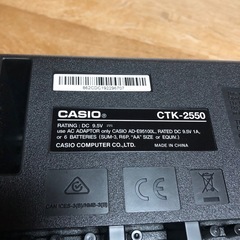 CASIO CTK-2550
RATING: DC 9.5V
use AC ADAPTOR only CASIO AD-E95100L, RATED DC 9.5V 1A,
or 6 BATTERIES (SUM-3, R6P, "AA" SIZE or EQUIV.)
CASIO COMPUTER CO.,LTD. MADE IN CHINA